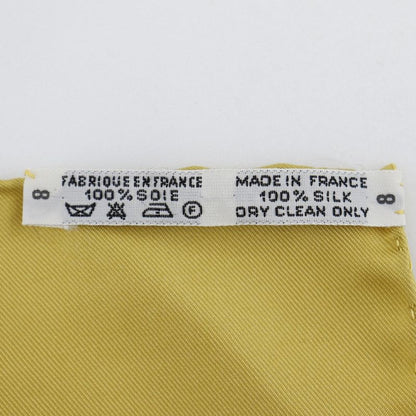 8
FABRIQUE EN FRANCE
100% SOIE
F
MADE IN FRANCE
100% SILK
DRY CLEAN ONLY
8